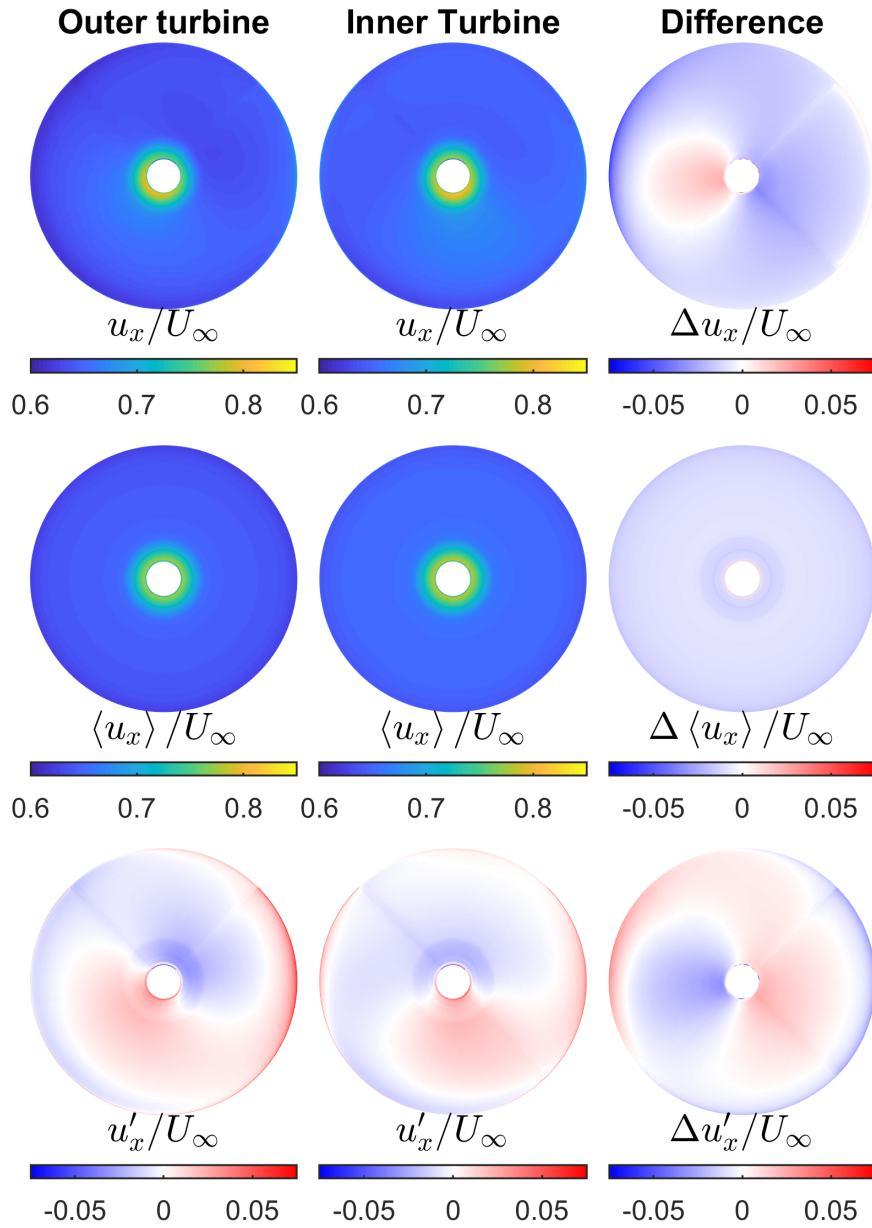 Outer turbine Inner Turbine Difference
u_x/U_∞ u_x/U_∞ Δu_x/U_∞
0.6 0.7 0.8 0.6 0.7 0.8 -0.05 0 0.05
⟨u_x⟩/U_∞ ⟨u_x⟩/U_∞ Δ⟨u_x⟩/U_∞
0.6 0.7 0.8 0.6 0.7 0.8 -0.05 0 0.05
u′_x/U_∞ u′_x/U_∞ Δu′_x/U_∞
-0.05 0 0.05 -0.05 0 0.05 -0.05 0 0.05